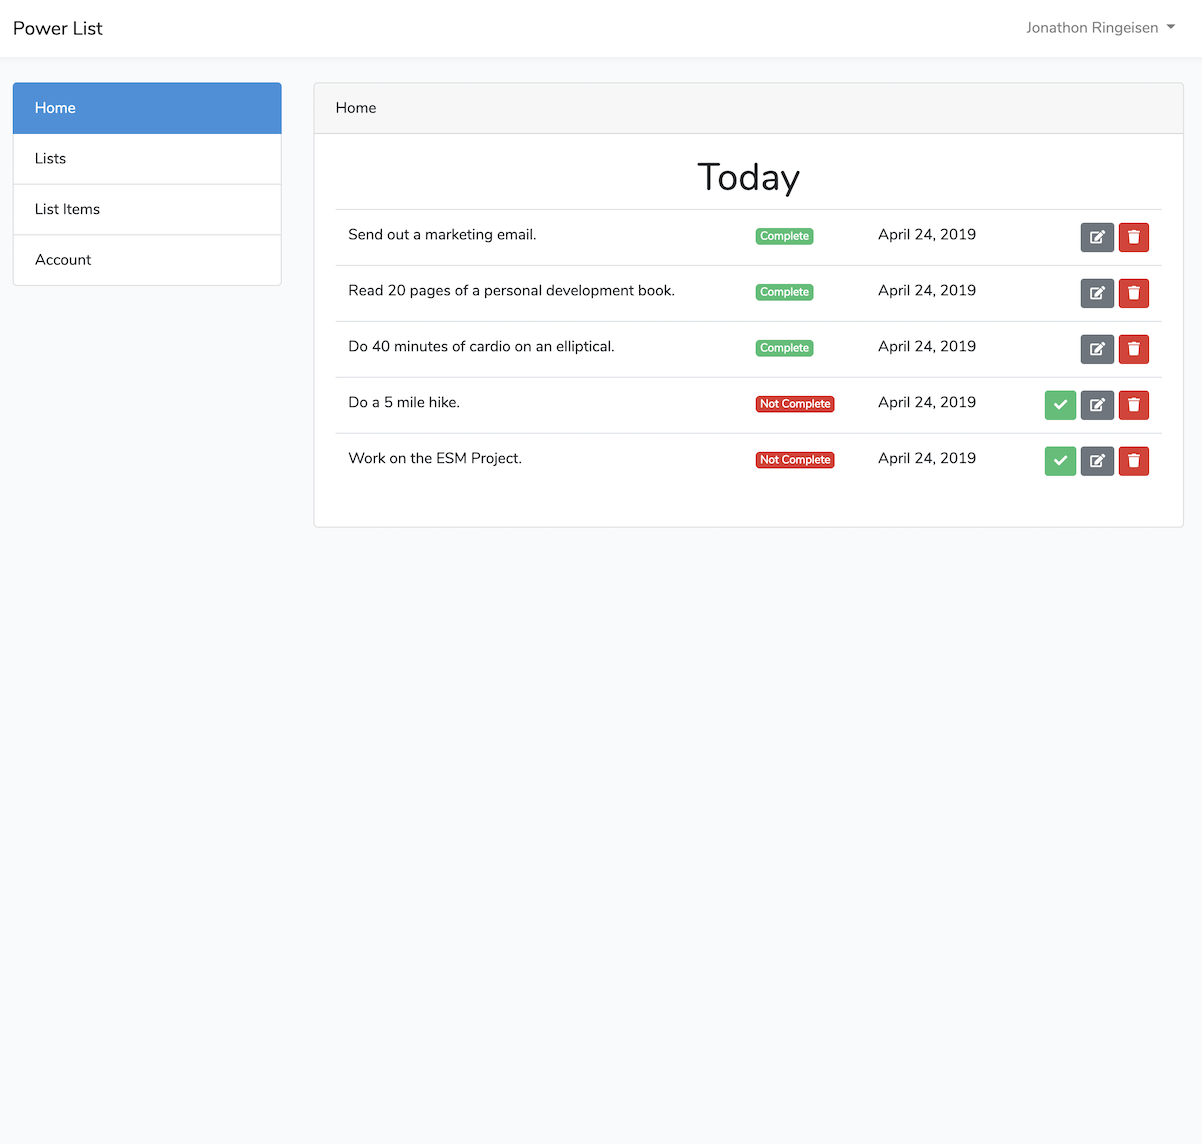 Power List
Jonathon Ringeisen
Home
Lists
List Items
Account
Home
Today
Send out a marketing email. Complete April 24, 2019
Read 20 pages of a personal development book. Complete April 24, 2019
Do 40 minutes of cardio on an elliptical. Complete April 24, 2019
Do a 5 mile hike. Not Complete April 24, 2019
Work on the ESM Project. Not Complete April 24, 2019